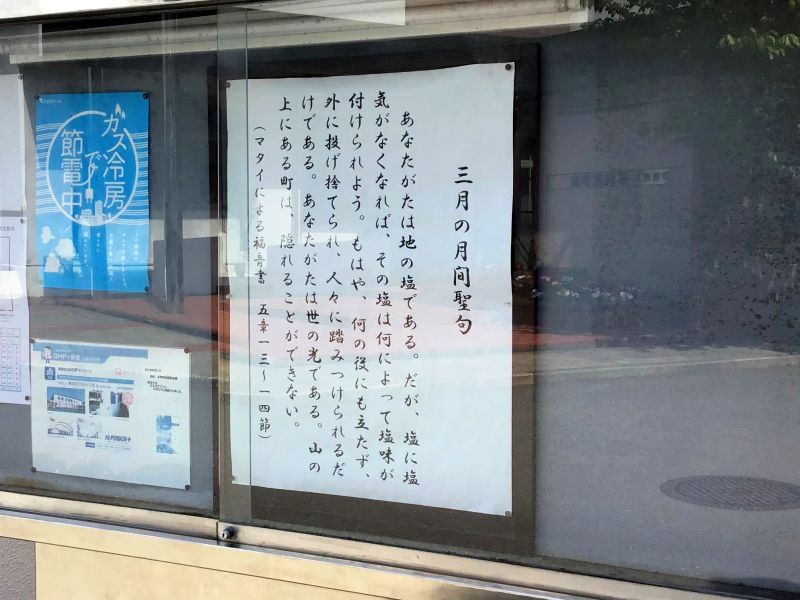 三月の月間聖句
あなたがたは地の塩である。だが、塩に塩
気がなくなれば、その塩は何によって塩味が
付けられよう。もはや、何の役にも立たず、
外に投げ捨てられ、人々に踏みつけられるだ
けである。あなたがたは世の光である。山の
上にある町は、隠れることができない。
(マタイによる福音書 五章一三～一四節)
ガス冷房
で
節電中